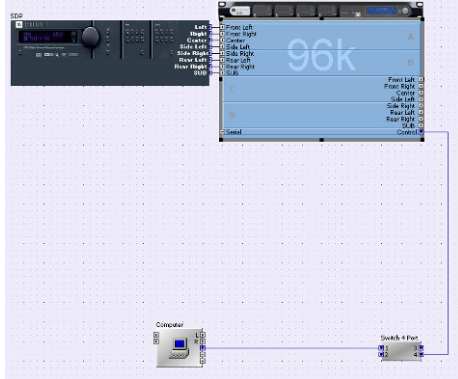 SDP
Left
Right
Center
Side Left
Side Right
Rear Left
Rear Right
SUB
Front Left
Front Right
Center
Side Left
Side Right
Rear Left
Rear Right
SUB
96k
A
C
D
Front Left
Front Right
Center
Side Left
Side Right
Rear Left
Rear Right
SUB
Serial
Control
Computer
L
R
Switch 4 Port
1
3
2
4